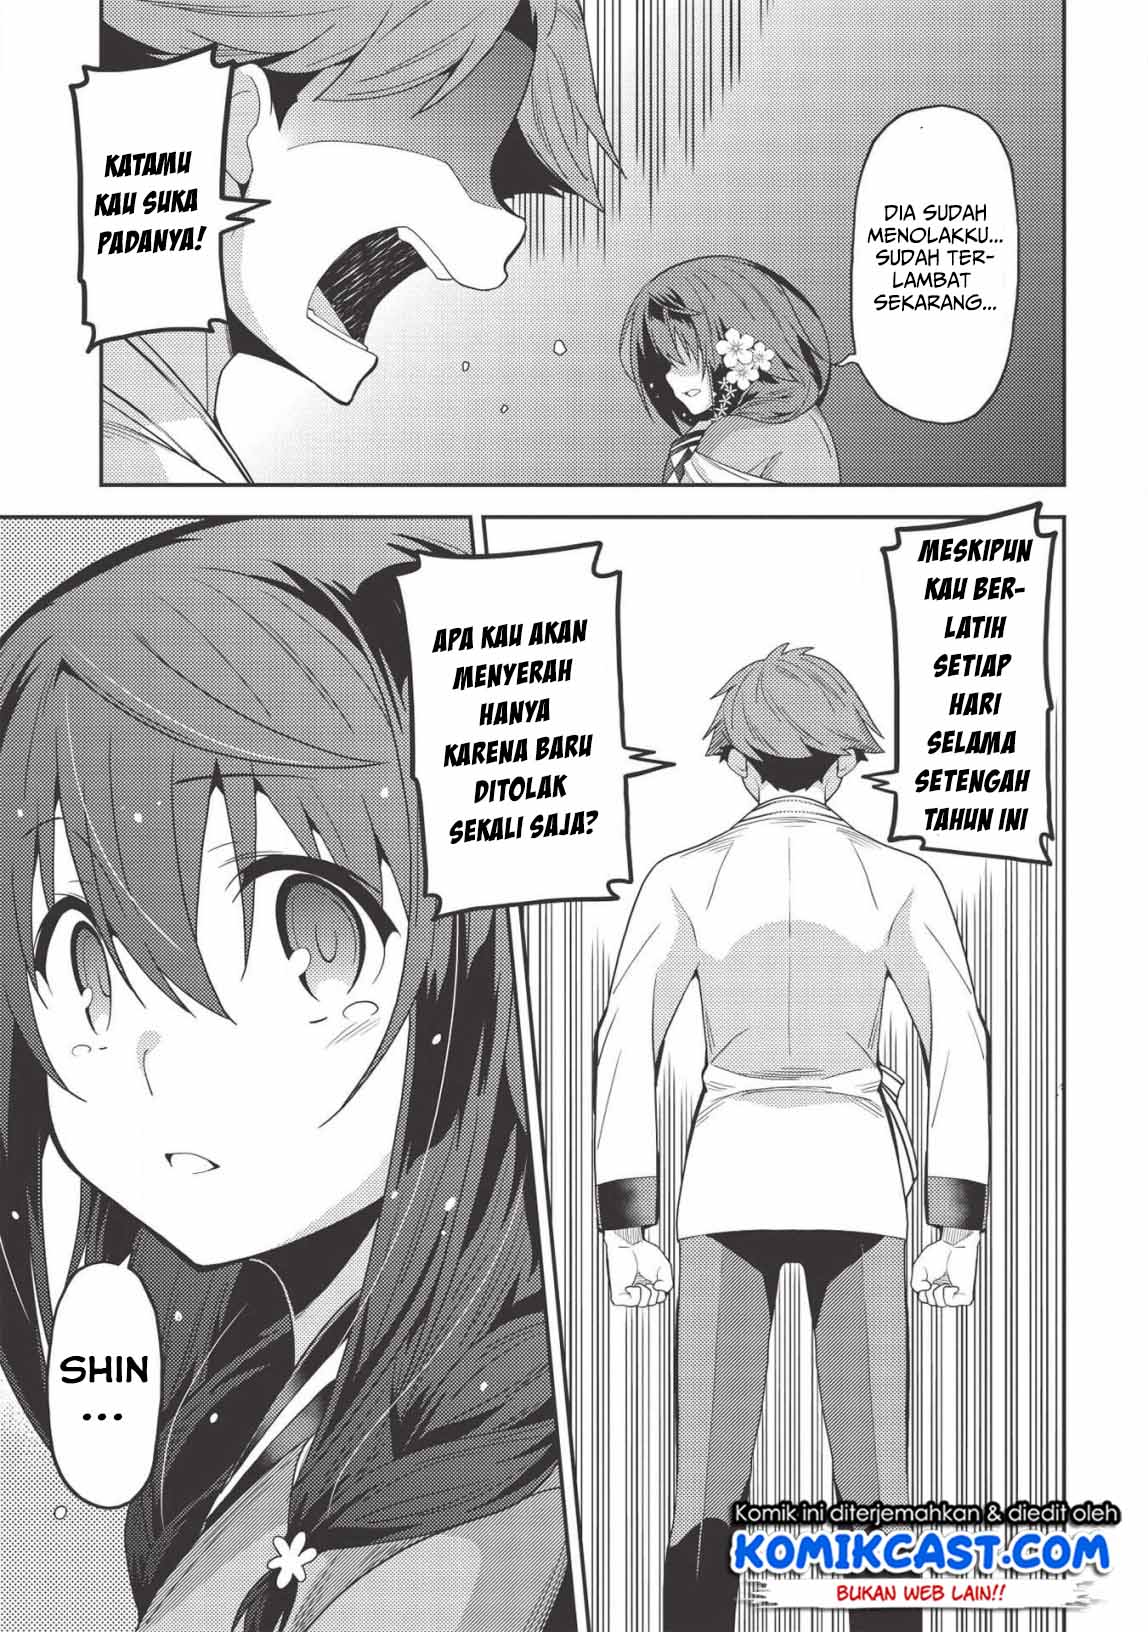 DIA SUDAH
MENOLAKKU...
SUDAH TER-
LAMBAT
SEKARANG...
KATAMU
KAU SUKA
PADANYA!
MESKIPUN
KAU BER-
LATIH
SETIAP
HARI
SELAMA
SETENGAH
TAHUN INI
APA KAU AKAN
MENYERAH
HANYA
KARENA BARU
DITOLAK
SEKALI SAJA?
SHIN
...
Komik ini diterjemahkan & diedit oleh
KOMIKCAST.COM
BUKAN WEB LAIN!!